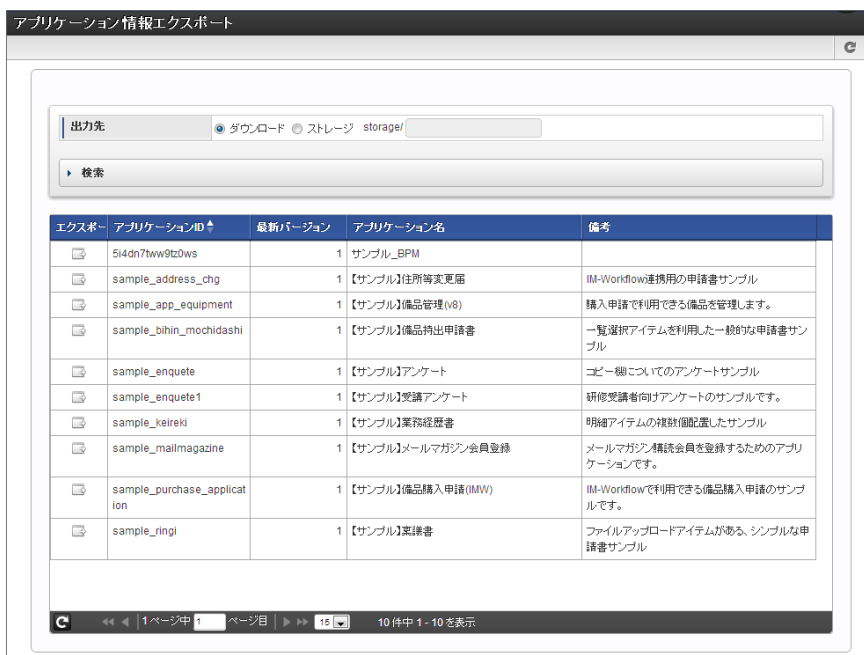 アプリケーション情報エクスポート
出力先 ダウンロード ストレージ storage/
検索
エクスポー アプリケーションID 最新バージョン アプリケーション名 備考
5i4dn7tww9tz0ws 1 サンプル_BPM
sample_address_chg 1 【サンプル】住所等変更届 IM-Workflow連携用の申請書サンプル
sample_app_equipment 1 【サンプル】備品管理(v8) 購入申請で利用できる備品を管理します。
sample_bihin_mochidashi 1 【サンプル】備品持出申請書 一覧選択アイテムを利用した一般的な申請書サン
プル
sample_enquete 1 【サンプル】アンケート コピー機についてのアンケートサンプル
sample_enquete1 1 【サンプル】受講アンケート 研修受講者向けアンケートのサンプルです。
sample_keireki 1 【サンプル】業務経歴書 明細アイテムの複数個配置したサンプル
sample_mailmagazine 1 【サンプル】メールマガジン会員登録 メールマガジン購読会員を登録するためのアプリ
ケーションです。
sample_purchase_applicat 1 【サンプル】備品購入申請(IMW) IM-Workflowで利用できる備品購入申請のサンプ
ion ルです。
sample_ringi 1 【サンプル】稟議書 ファイルアップロードアイテムがある、シンプルな申
請書サンプル
1ページ中 1 ページ目 15 10 件中 1 - 10 を表示